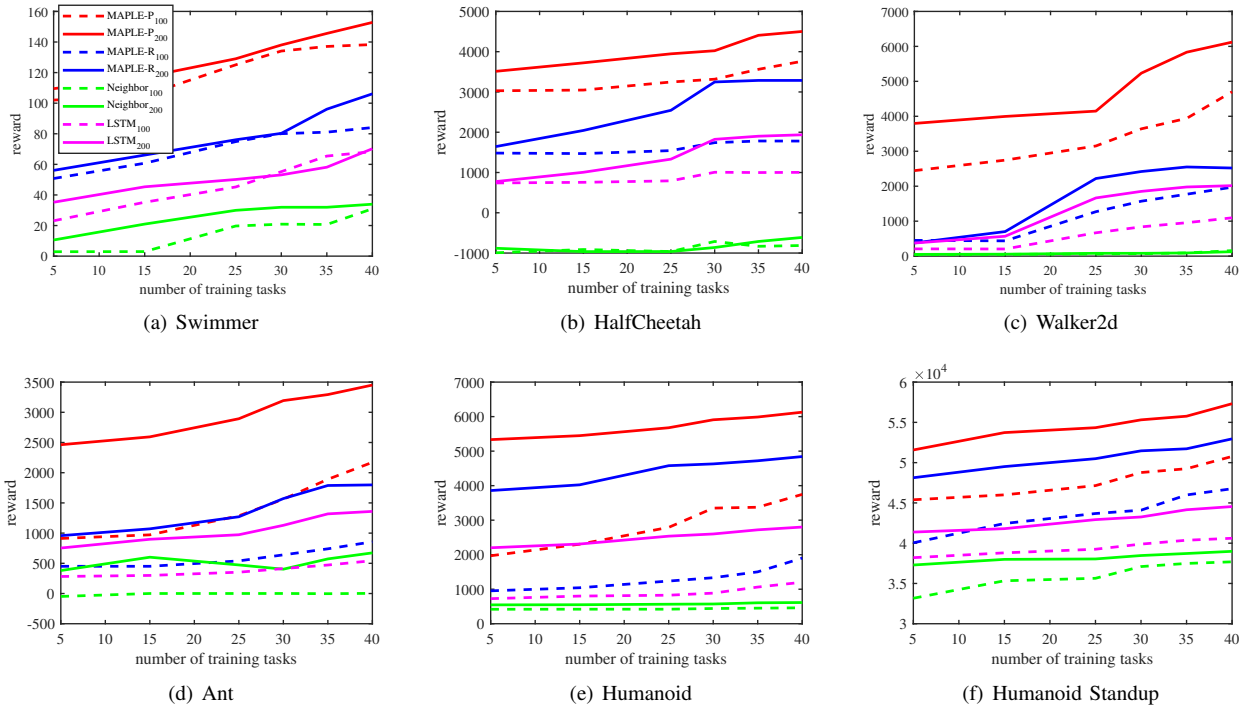 160
140
120
100
80
60
40
20
0
reward
MAPLE-P100
MAPLE-P200
MAPLE-R100
MAPLE-R200
Neighbor100
Neighbor200
LSTM100
LSTM200
5 10 15 20 25 30 35 40
number of training tasks
(a) Swimmer
5000
4000
3000
2000
1000
0
-1000
reward
5 10 15 20 25 30 35 40
number of training tasks
(b) HalfCheetah
7000
6000
5000
4000
3000
2000
1000
0
reward
5 10 15 20 25 30 35 40
number of training tasks
(c) Walker2d
3500
3000
2500
2000
1500
1000
500
0
-500
reward
5 10 15 20 25 30 35 40
number of training tasks
(d) Ant
7000
6000
5000
4000
3000
2000
1000
0
reward
5 10 15 20 25 30 35 40
number of training tasks
(e) Humanoid
×10^4
6
5.5
5
4.5
4
3.5
3
reward
5 10 15 20 25 30 35 40
number of training tasks
(f) Humanoid Standup